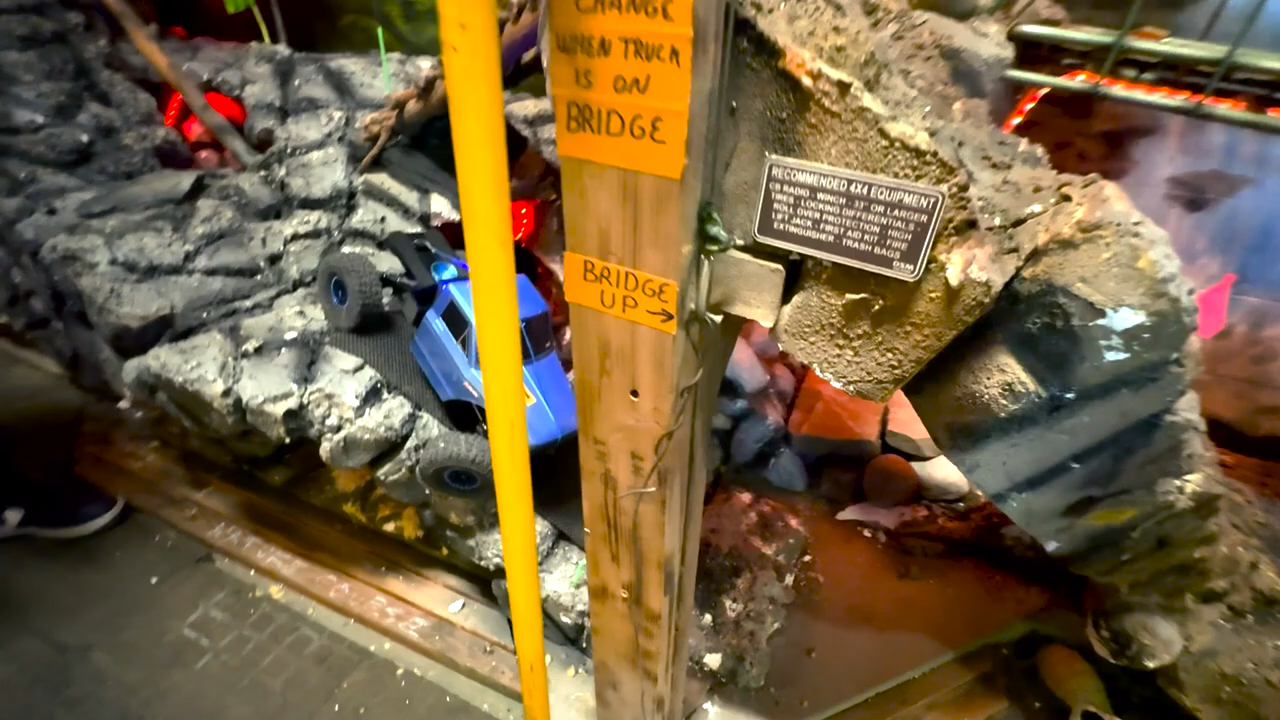 CHANGE
WHEN TRUCK
IS ON
BRIDGE
BRIDGE
UP →
RECOMMENDED 4X4 EQUIPMENT
CB RADIO - WINCH - 33" OR LARGER
TIRES - LOCKING DIFFERENTIALS -
FULL OVER PROTECTION - HIGH
LIFT JACK - FIRST AID KIT - FIRE
EXTINGUISHER - TRASH BAGS